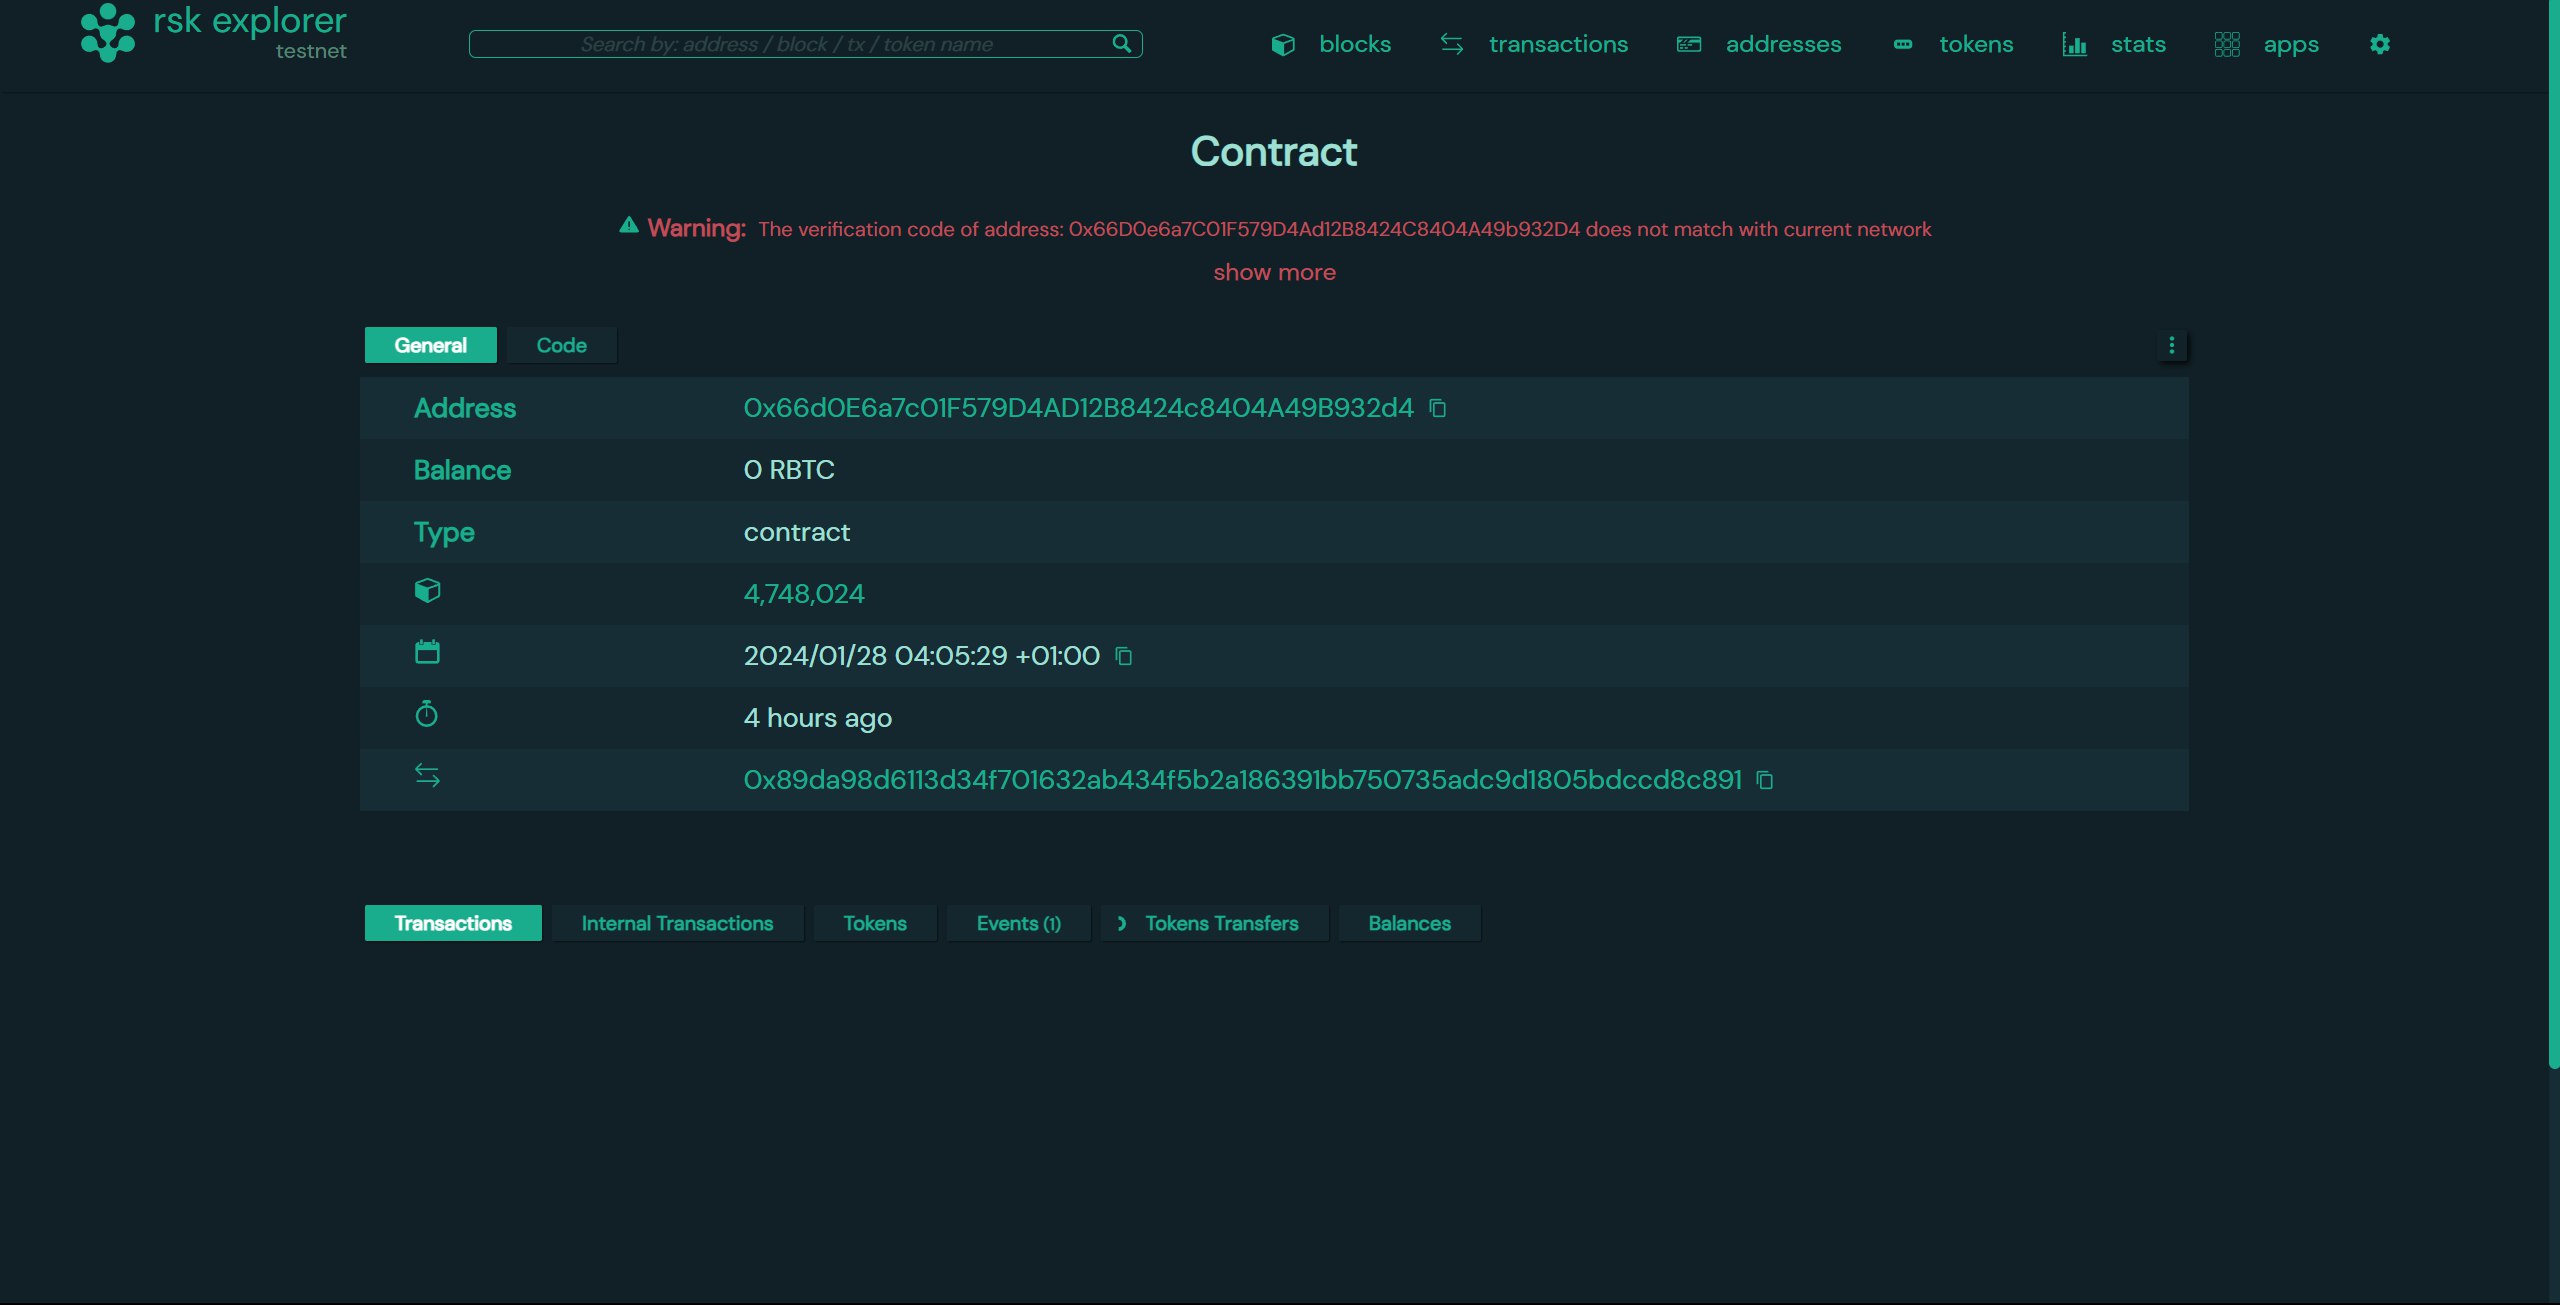 rsk explorer
testnet
Search by: address / block / tx / token name
blocks
transactions
addresses
tokens
stats
apps
Contract
Warning: The verification code of address: 0x66D0e6a7C01F579D4Ad12B8424C8404A49b932D4 does not match with current network
show more
General
Code
Address 0x66d0E6a7c01F579D4AD12B8424c8404A49B932d4
Balance 0 RBTC
Type contract
4,748,024
2024/01/28 04:05:29 +01:00
4 hours ago
0x89da98d6113d34f701632ab434f5b2a186391bb750735adc9d1805bdccd8c891
Transactions
Internal Transactions
Tokens
Events (1)
Tokens Transfers
Balances